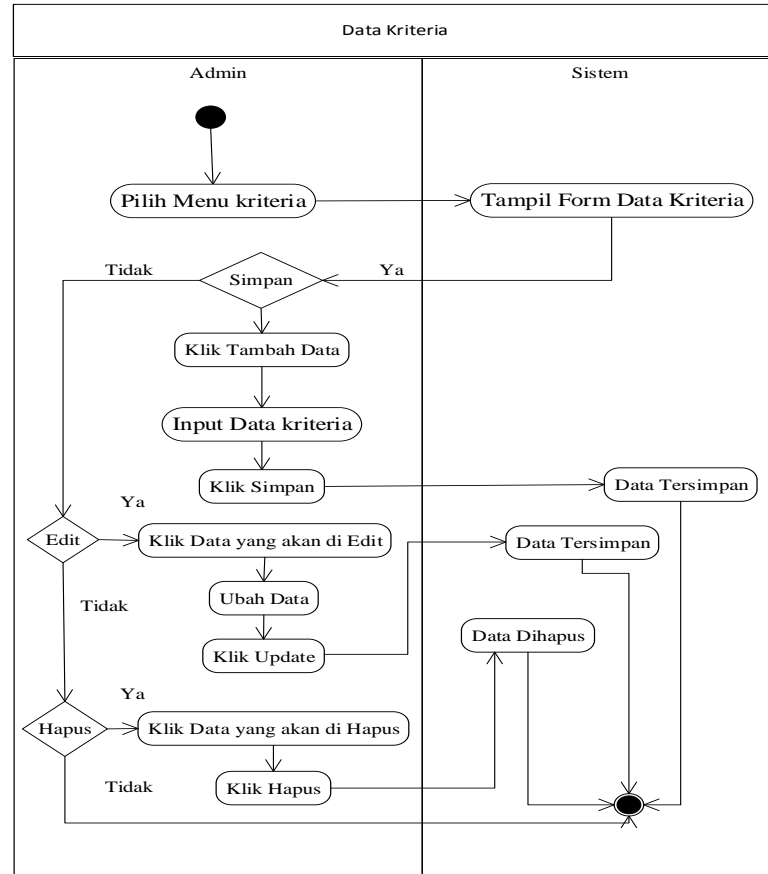 Data Kriteria
Admin
Sistem
Pilih Menu kriteria
Tampil Form Data Kriteria
Tidak
Simpan
Ya
Klik Tambah Data
Input Data kriteria
Klik Simpan
Data Tersimpan
Ya
Edit
Klik Data yang akan di Edit
Data Tersimpan
Ubah Data
Tidak
Klik Update
Data Dihapus
Ya
Hapus
Klik Data yang akan di Hapus
Tidak
Klik Hapus